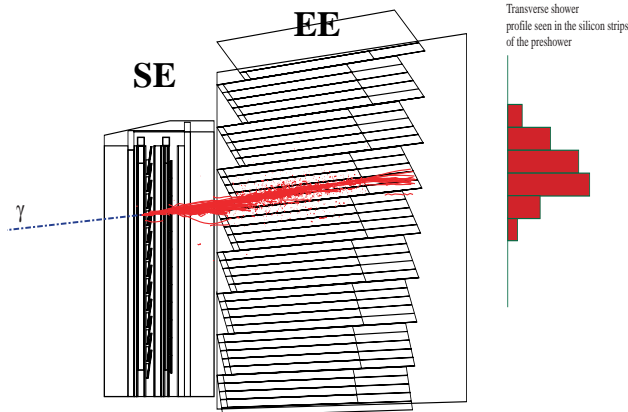 EE
SE
γ
Transverse shower
profile seen in the silicon strips
of the preshower